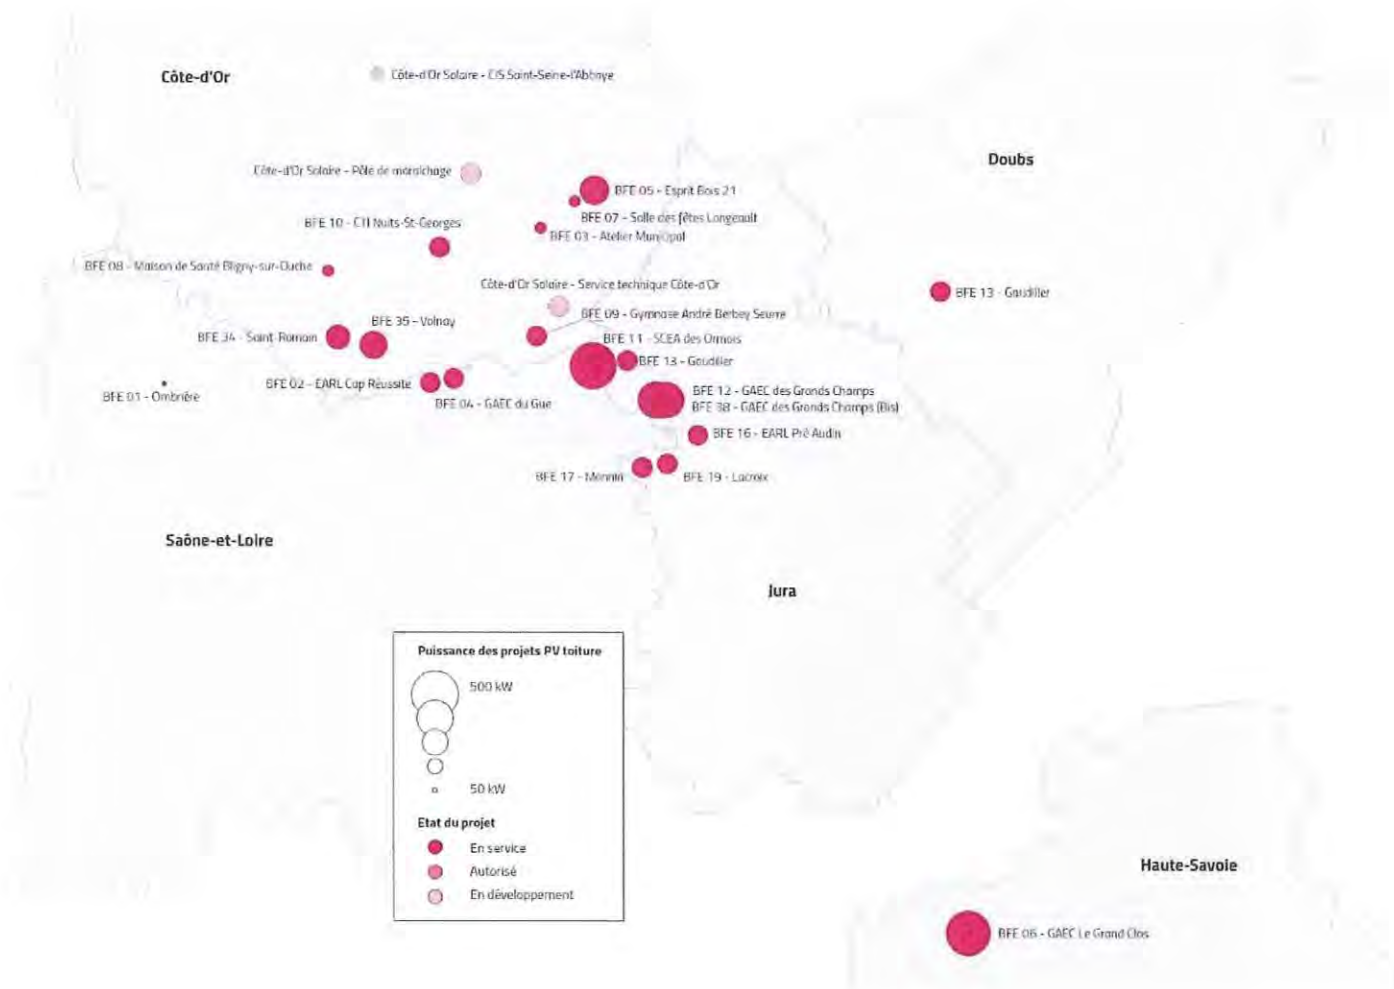 Côte-d'Or
Côte-d'Or Solaire - CIS Saint-Seine-l'Abbaye
Doubs
Côte-d'Or Solaire - Pôle de maraîchage
BFE 05 - Esprit Bois 21
BFE 07 - Salle des fêtes Longeault
BFE 10 - CTI Nuits-St-Georges
BFE 03 - Atelier Municipal
BFE 08 - Maison de Santé Bligny-sur-Ouche
Côte-d'Or Solaire - Service technique Côte-d'Or
BFE 13 - Gaudiller
BFE 09 - Gymnase André Berbey Seurre
BFE 35 - Volnay
BFE 34 - Saint-Romain
BFE 11 - SCEA des Ormois
BFE 13 - Gaudiller
BFE 02 - EARL Cap Réussite
BFE 01 - Ombrière
BFE 04 - GAEC du Gue
BFE 12 - GAEC des Grands Champs
BFE 38 - GAEC des Grands Champs (Bis)
BFE 16 - EARL Pré Audin
BFE 17 - Monnin
BFE 19 - Lacroix
Saône-et-Loire
Jura
Puissance des projets PV toiture
500 kW
50 kW
Etat du projet
En service
Autorisé
En développement
Haute-Savoie
BFE 06 - GAEC Le Grand Clos